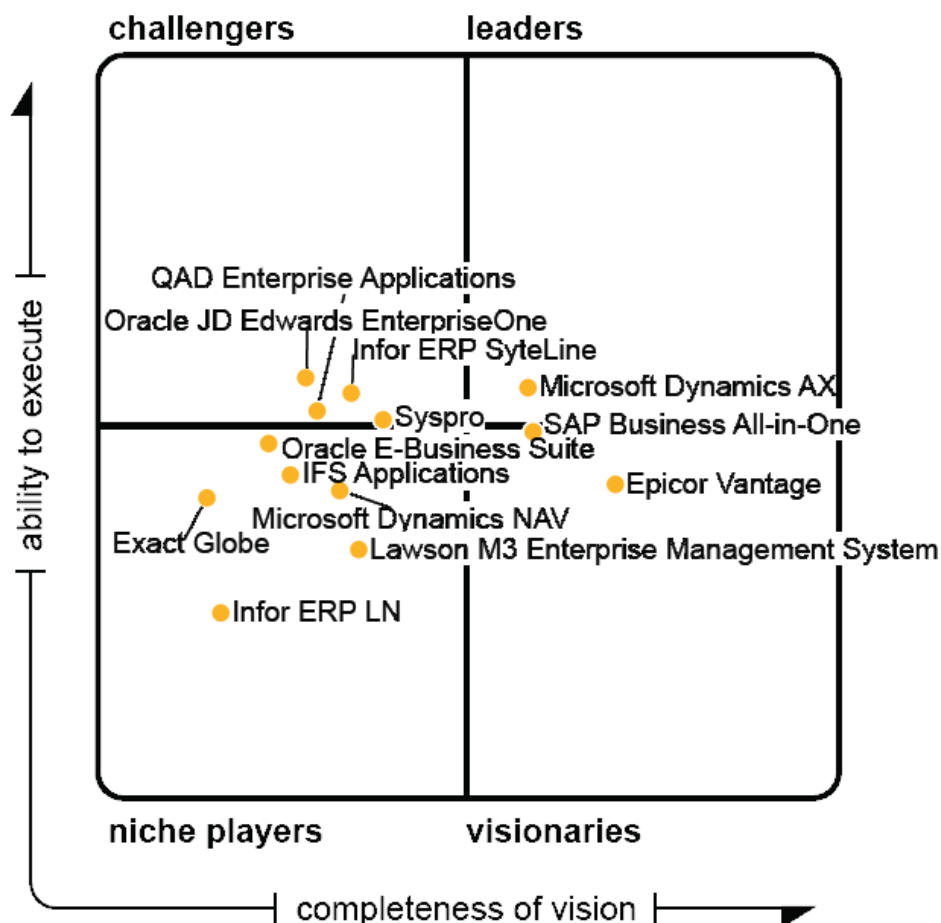 challengers
leaders
QAD Enterprise Applications
Oracle JD Edwards EnterpriseOne
Infor ERP SyteLine
Microsoft Dynamics AX
Syspro
SAP Business All-in-One
Oracle E-Business Suite
IFS Applications
Epicor Vantage
Microsoft Dynamics NAV
Exact Globe
Lawson M3 Enterprise Management System
Infor ERP LN
niche players
visionaries
ability to execute
completeness of vision